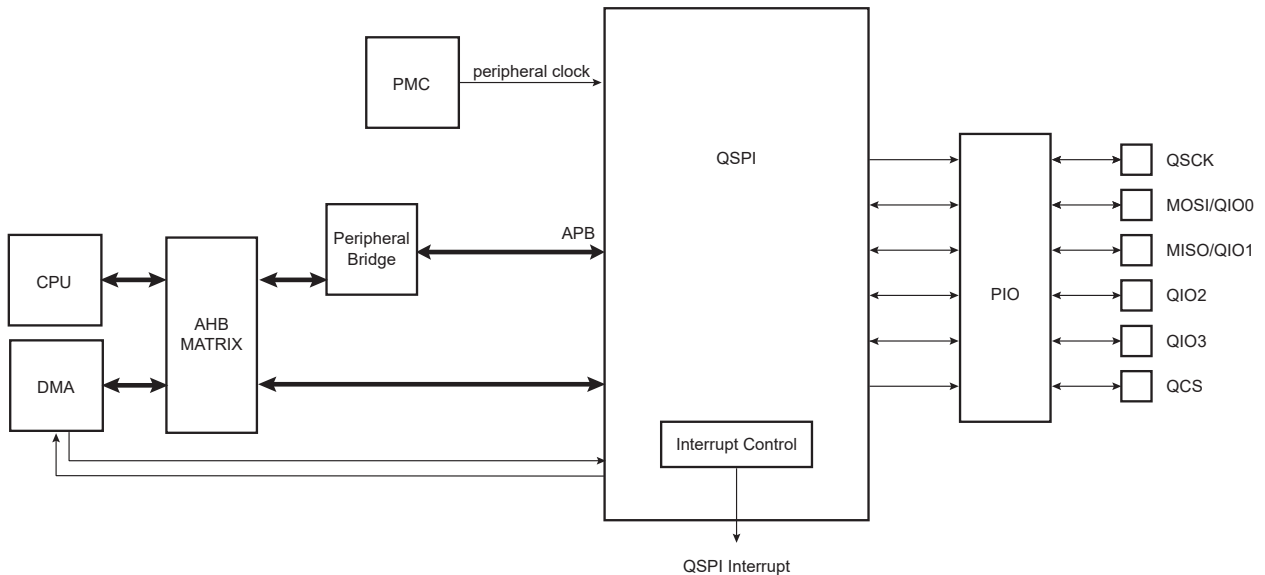 PMC
peripheral clock
QSPI
QSCK
MOSI/QIO0
MISO/QIO1
QIO2
QIO3
QCS
PIO
APB
Peripheral
Bridge
CPU
AHB
MATRIX
DMA
Interrupt Control
QSPI Interrupt